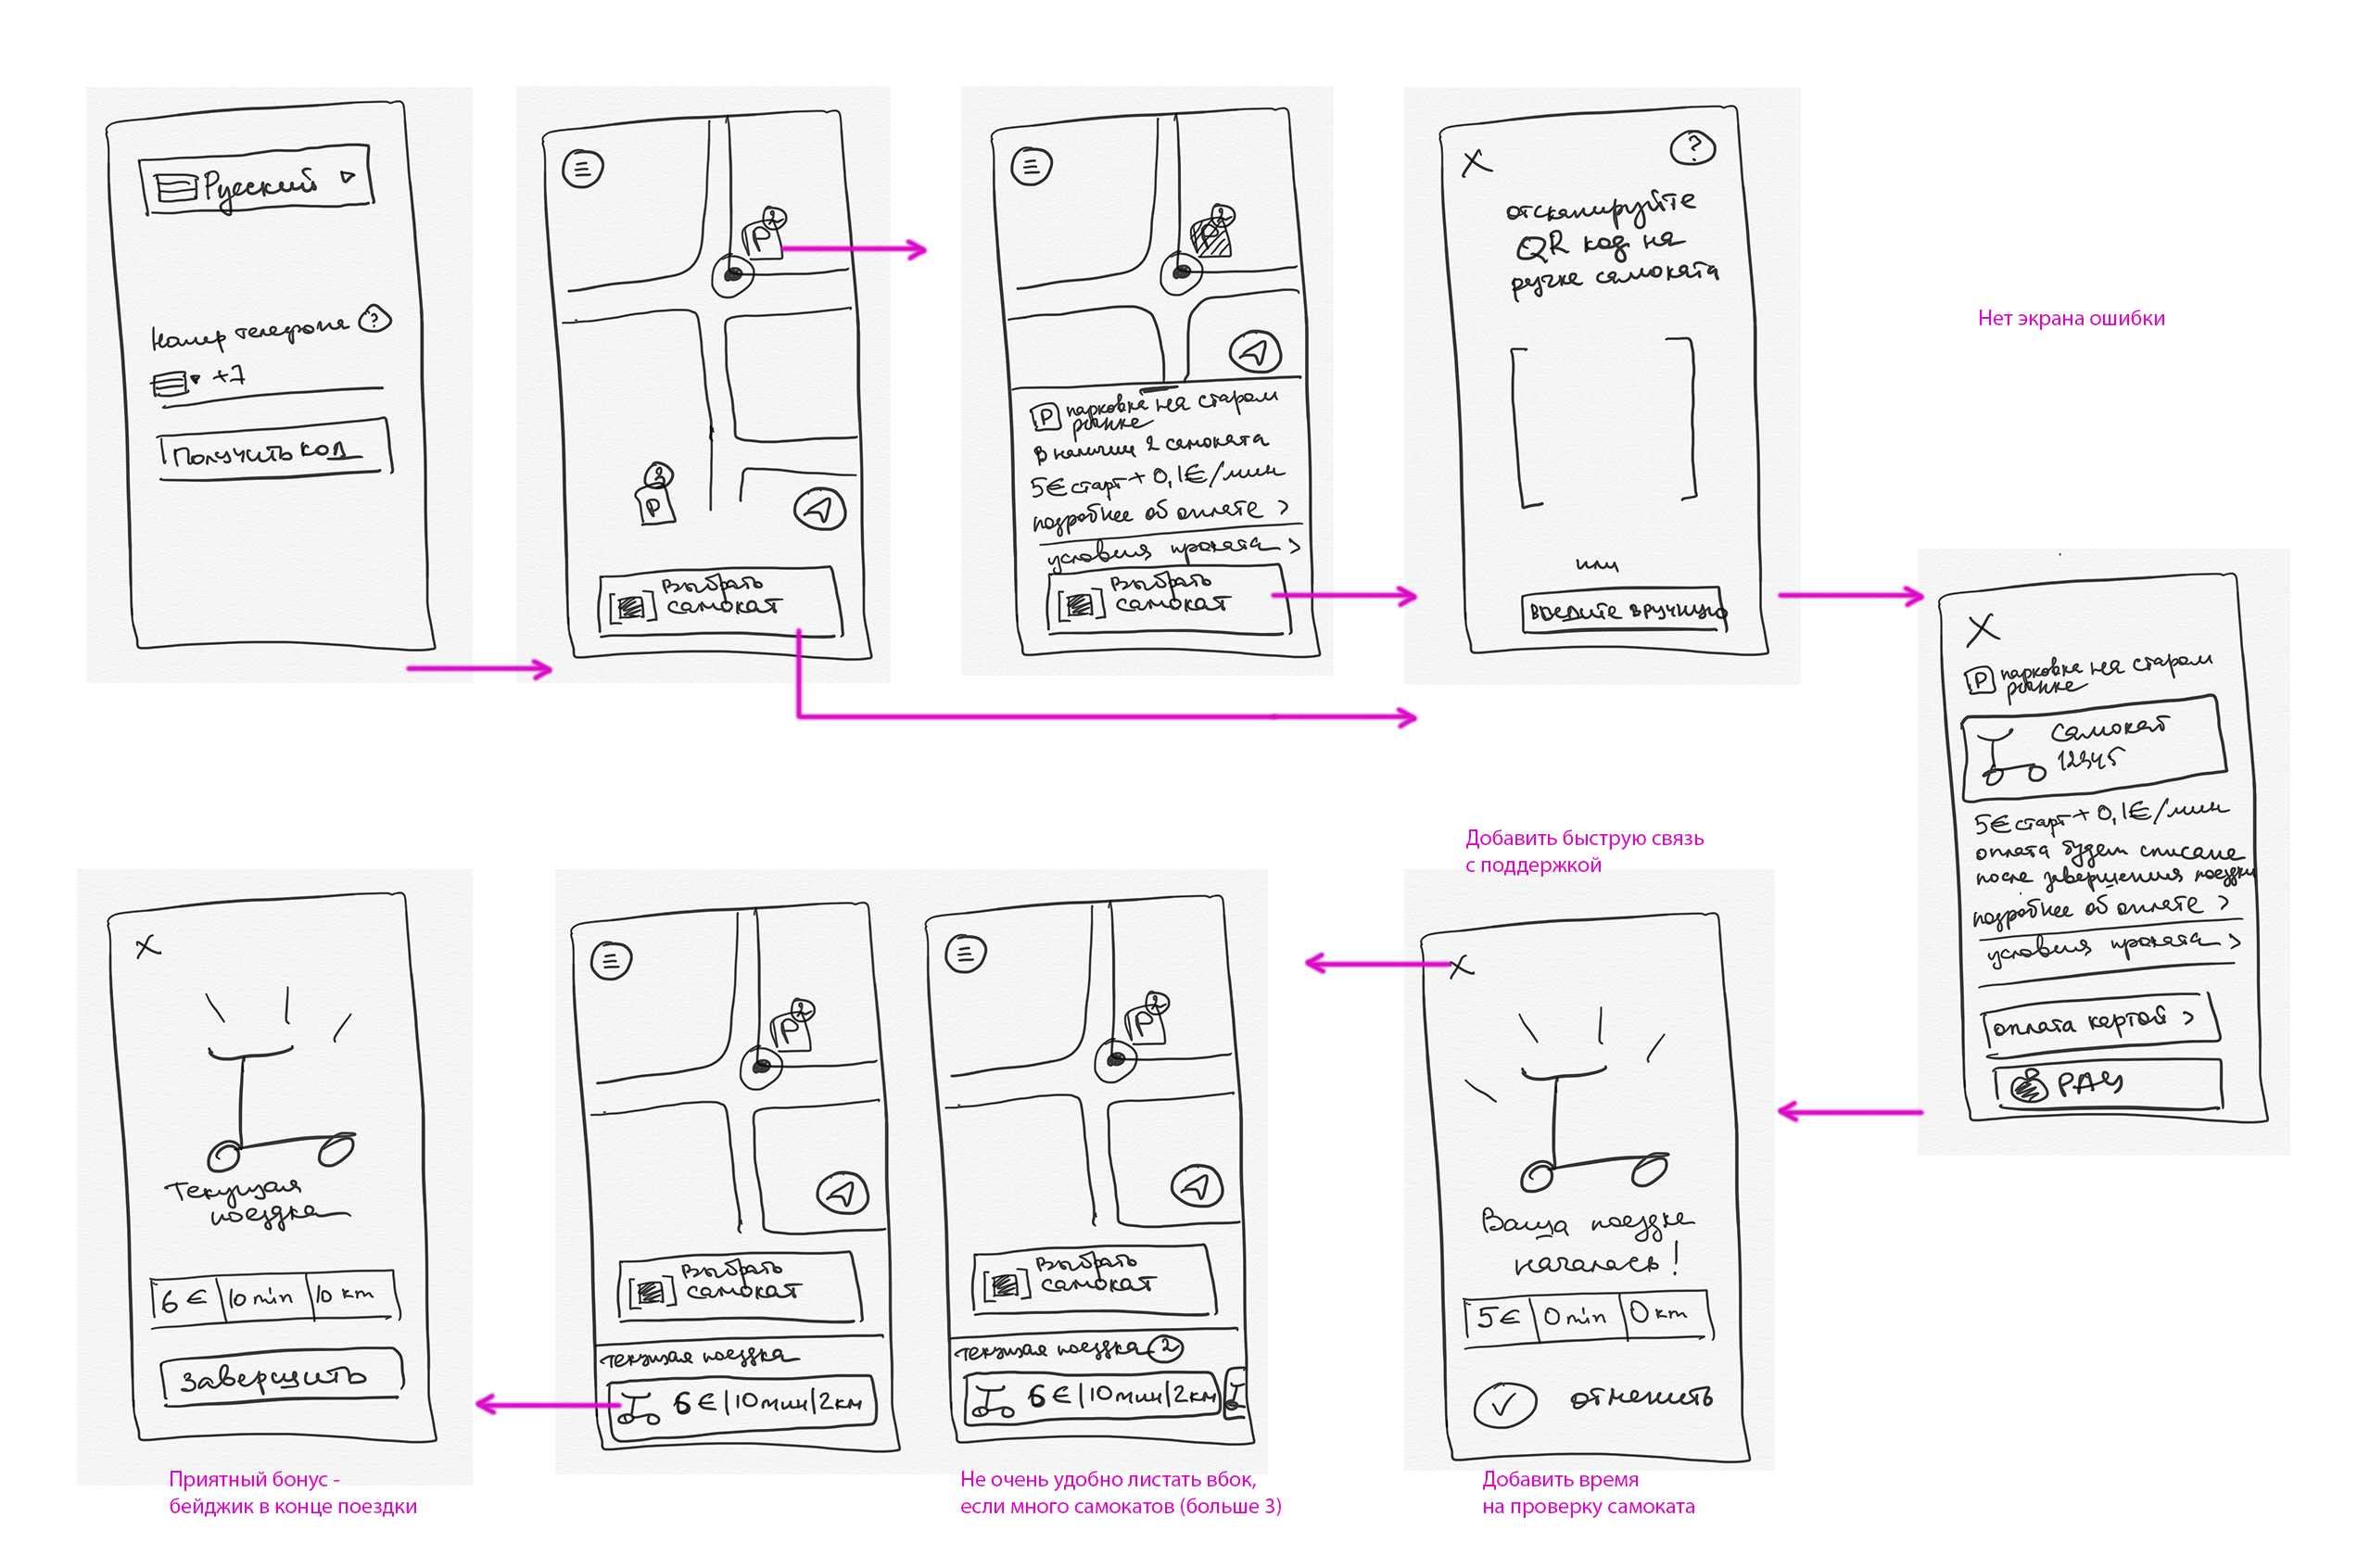 Русский
Номер телефона ?
+7
Получить код
P 2
3
P
Выбрать
самокат
P 2
P парковка на старом
рынке
в наличии 2 самоката
5€ старт + 0,1€/мин
подробнее об оплате >
условия проката >
Выбрать
самокат
X ?
отсканируйте
QR код на
ручке самоката
или
введите вручную
Нет экрана ошибки
X
P парковка на старом
рынке
Самокат
12345
5€ старт + 0,1€/мин
оплата будет списана
после завершения поездки
подробнее об оплате >
условия проката >
оплата картой >
PAY
Добавить быструю связь
с поддержкой
X
Ваша поездка
началась!
5€ 0 min 0 km
отменить
Добавить время
на проверку самоката
P 2
Выбрать
самокат
текущая поездка 2
6€|10мин|2км
Не очень удобно листать вбок,
если много самокатов (больше 3)
P 2
Выбрать
самокат
текущая поездка
6€|10мин|2км
X
Текущая
поездка
6€ 10 min 10 km
завершить
Приятный бонус -
бейджик в конце поездки